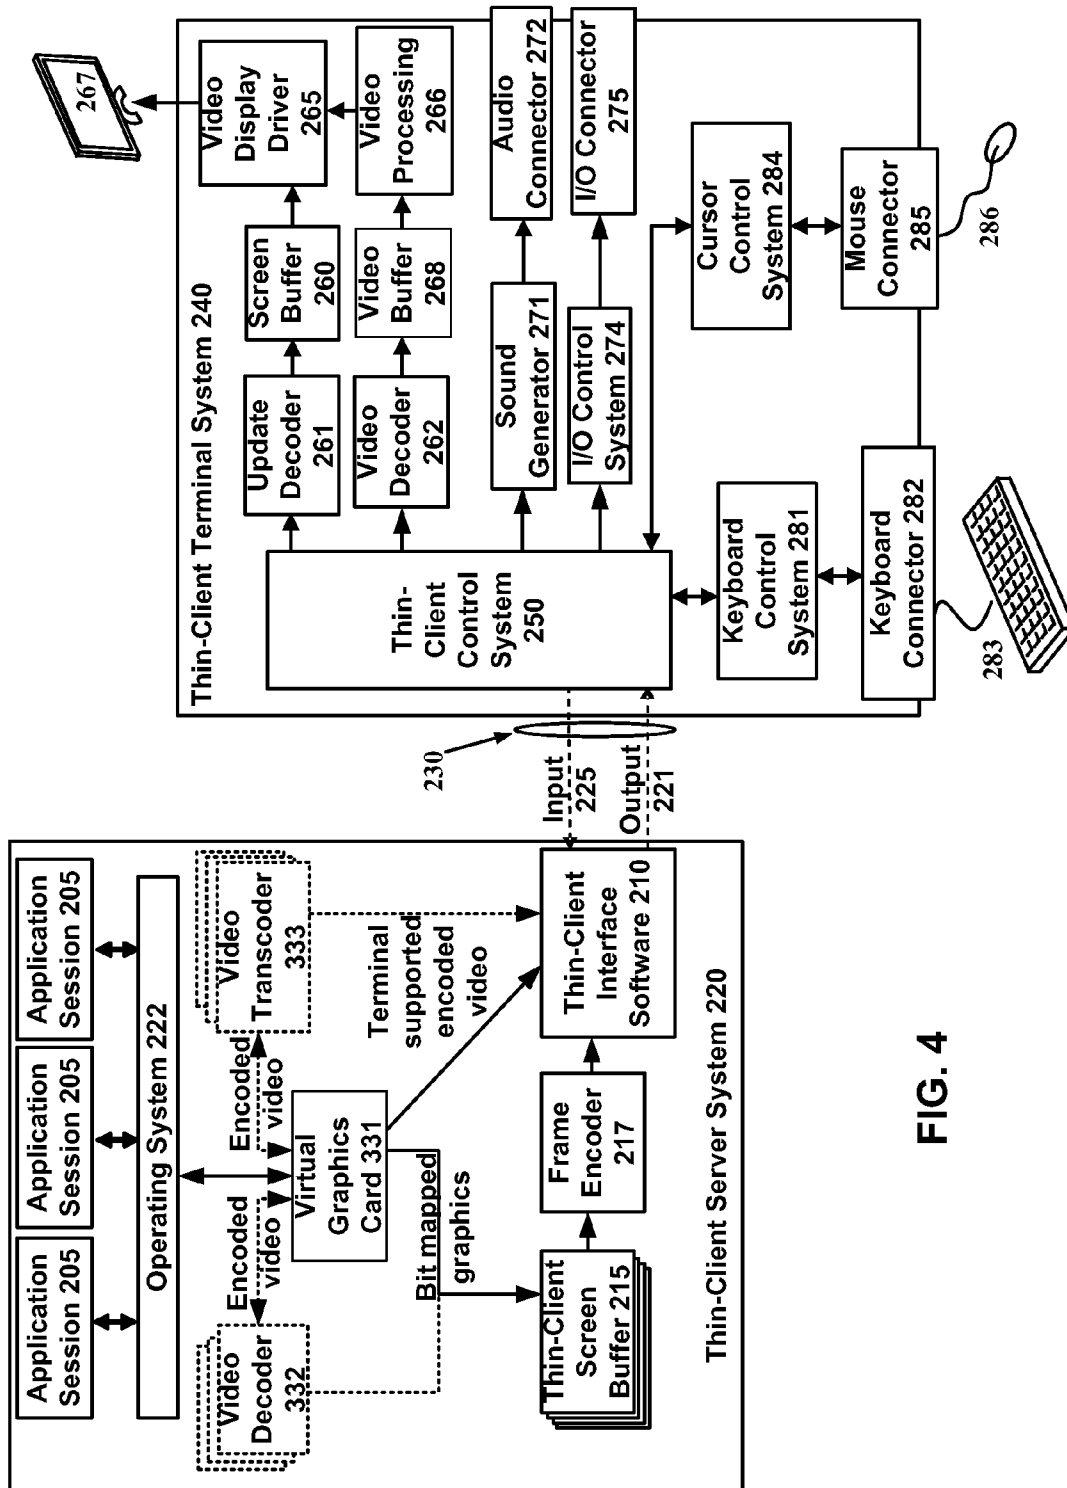 Application
Session 205
Application
Session 205
Application
Session 205
Operating System 222
Encoded
video
Encoded
video
Video
Decoder
332
Virtual
Graphics
Card 331
Video
Transcoder
333
Bit mapped
graphics
Terminal
supported
encoded
video
Thin-Client
Screen
Buffer 215
Frame
Encoder
217
Thin-Client
Interface
Software 210
Thin-Client Server System 220
230
Input
225
Output
221
Thin-Client Terminal System 240
Thin-
Client
Control
System
250
Update
Decoder
261
Screen
Buffer
260
Video
Display
Driver
265
267
Video
Decoder
262
Video
Buffer
268
Video
Processing
266
Sound
Generator 271
Audio
Connector 272
I/O Control
System 274
I/O Connector
275
Keyboard
Control
System 281
Cursor
Control
System 284
Keyboard
Connector 282
Mouse
Connector
285
283
286
FIG. 4